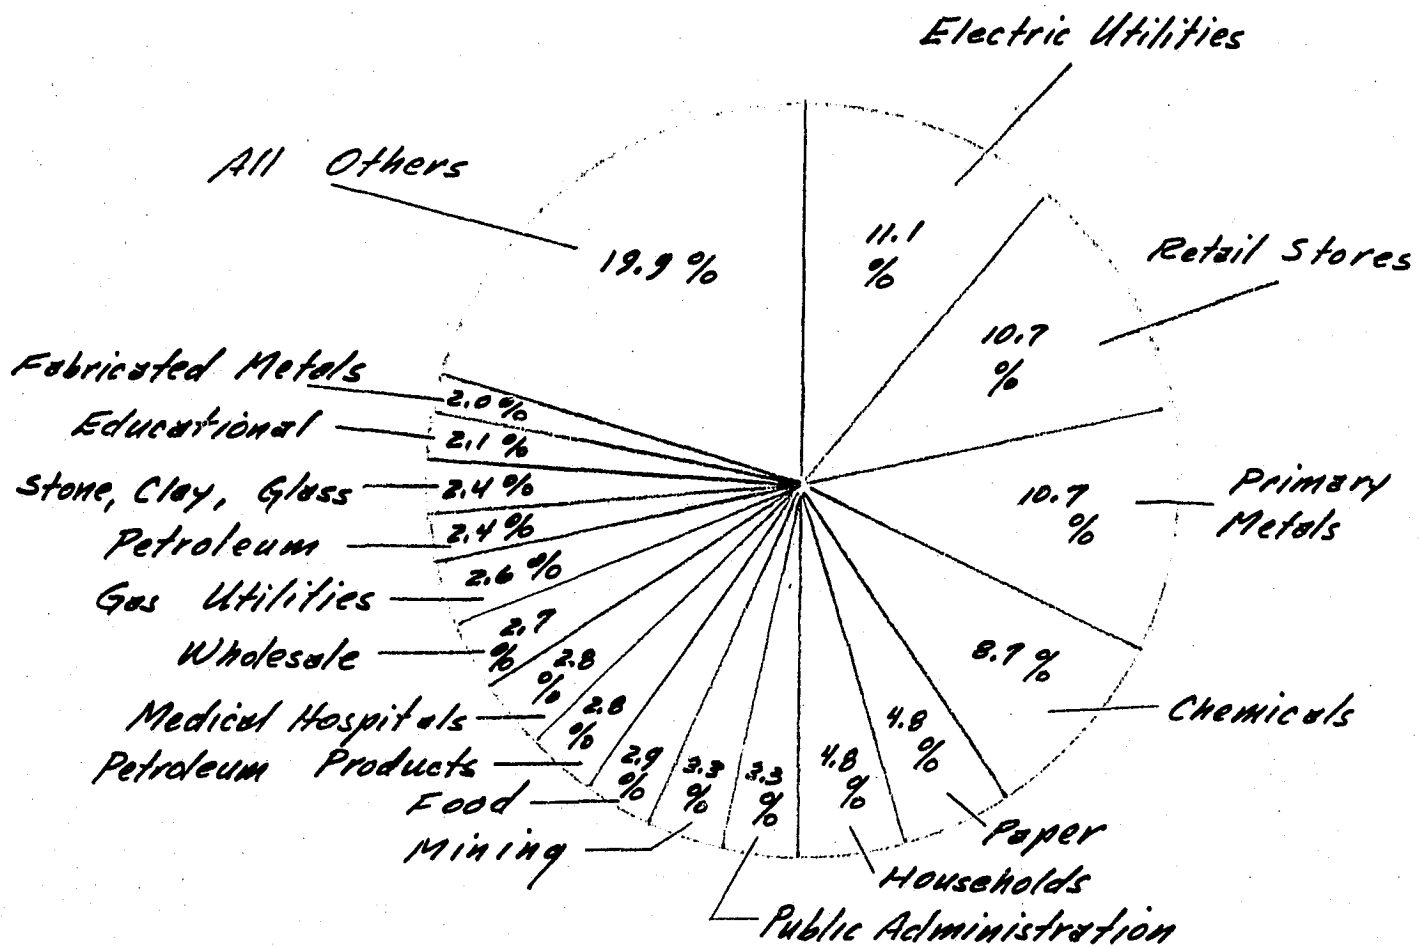 Electric Utilities
11.1
%
Retail Stores
10.7
%
Primary
Metals
10.7
%
Chemicals
8.7 %
Paper
4.8
%
Households
4.8
%
Public Administration
3.3
%
Mining
3.3
%
Food
2.9
%
Petroleum Products
2.8
%
Medical Hospitals
2.8
%
Wholesale
2.7
%
Gas Utilities
2.6 %
Petroleum
2.4 %
Stone, Clay, Glass
2.4 %
Educational
2.1 %
Fabricated Metals
2.0 %
All Others
19.9 %